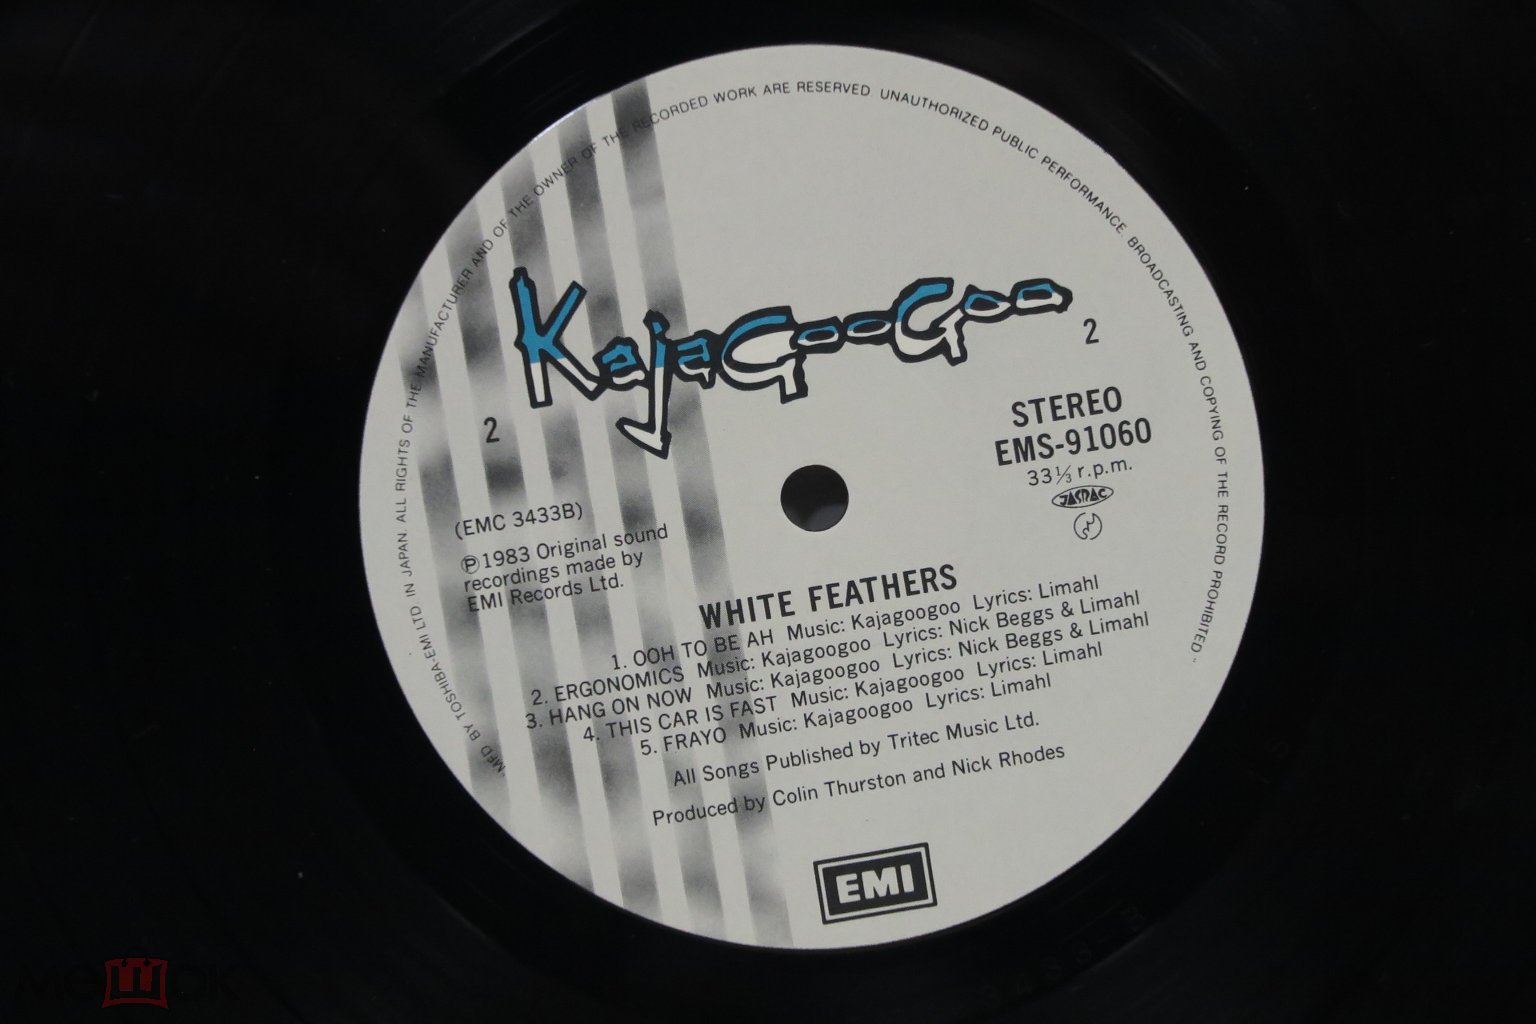 "MFD BY TOSHIBA-EMI LTD IN JAPAN. ALL RIGHTS OF THE MANUFACTURER AND OF THE OWNER OF THE RECORDED WORK ARE RESERVED UNAUTHORIZED PUBLIC PERFORMANCE. BROADCASTING AND COPYING OF THE RECORD PROHIBITED"
KajaGooGoo
2
2
STEREO
EMS-91060
33⅓ r.p.m.
JASRAC
(EMC 3433B)
Ⓟ1983 Original sound
recordings made by
EMI Records Ltd.
WHITE FEATHERS
1. OOH TO BE AH Music: Kajagoogoo Lyrics: Limahl
2. ERGONOMICS Music: Kajagoogoo Lyrics: Nick Beggs & Limahl
3. HANG ON NOW Music: Kajagoogoo Lyrics: Nick Beggs & Limahl
4. THIS CAR IS FAST Music: Kajagoogoo Lyrics: Limahl
5. FRAYO Music: Kajagoogoo Lyrics: Limahl
All Songs Published by Tritec Music Ltd.
Produced by Colin Thurston and Nick Rhodes
EMI
мешок